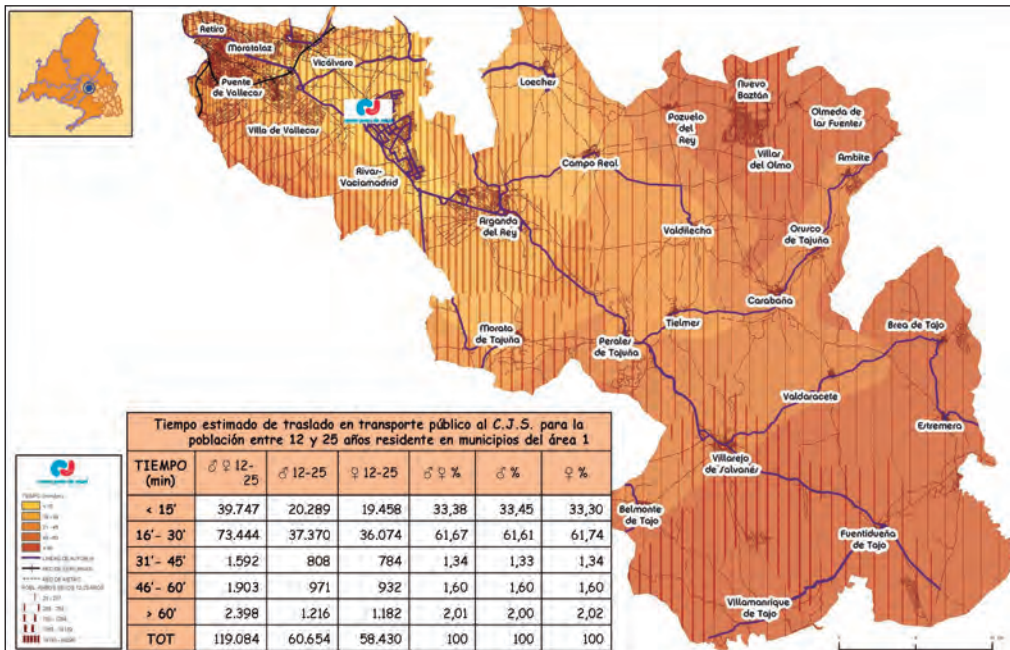 Retiro
Moratalaz
Vicálvaro
Puente
de Vallecas
Villa de Vallecas
Rivas-
Vaciamadrid
Loeches
Pozuelo
del
Rey
Nuevo
Baztán
Olmeda de
las Fuentes
Villar
del Olmo
Ambite
Campo Real
Arganda
del Rey
Valdilecha
Orusco
de Tajuña
Carabaña
Morata
de Tajuña
Perales
de Tajuña
Tielmes
Brea de Tajo
Valdaracete
Estremera
Villarejo
de Salvanés
Belmonte
de Tajo
Fuentidueña
de Tajo
Villamanrique
de Tajo
Tiempo estimado de traslado en transporte público al C.J.S. para la
población entre 12 y 25 años residente en municipios del área 1
TIEMPO (min) ♂♀ 12-25 ♂ 12-25 ♀ 12-25 ♂♀ % ♂ % ♀ %
< 15' 39.747 20.289 19.458 33,38 33,45 33,30
16'- 30' 73.444 37.370 36.074 61,67 61,61 61,74
31'- 45' 1.592 808 784 1,34 1,33 1,34
46'- 60' 1.903 971 932 1,60 1,60 1,60
> 60' 2.398 1.216 1.182 2,01 2,00 2,02
TOT 119.084 60.654 58.430 100 100 100